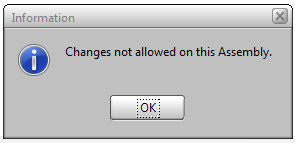 Information
Changes not allowed on this Assembly.
OK